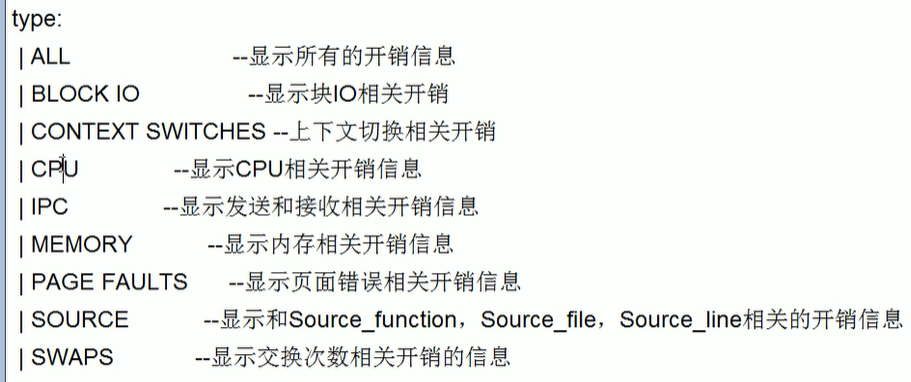 type:
| ALL --显示所有的开销信息
| BLOCK IO --显示块IO相关开销
| CONTEXT SWITCHES --上下文切换相关开销
| CPU --显示CPU相关开销信息
| IPC --显示发送和接收相关开销信息
| MEMORY --显示内存相关开销信息
| PAGE FAULTS --显示页面错误相关开销信息
| SOURCE --显示和Source_function，Source_file，Source_line相关的开销信息
| SWAPS --显示交换次数相关开销的信息